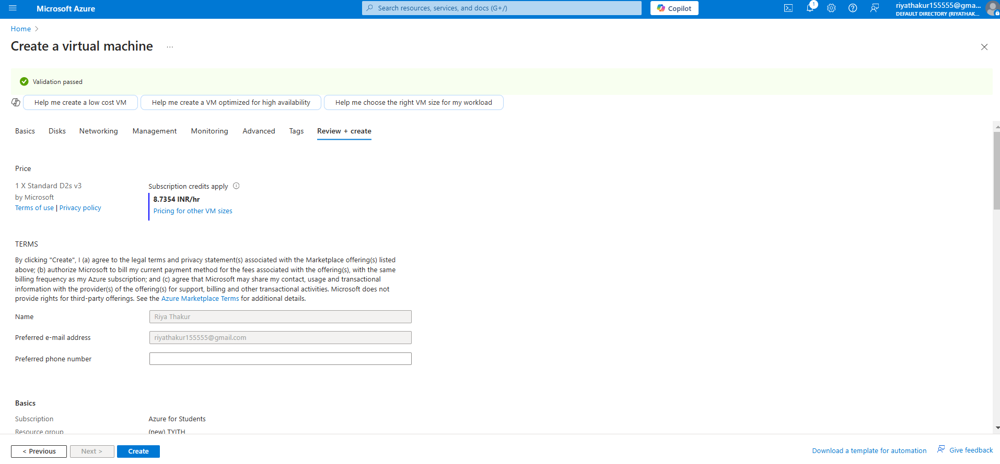 Microsoft Azure
Search resources, services, and docs (G+/)
Copilot
1
riyathakur155555@gma...
DEFAULT DIRECTORY (RIYATHAK...
Home >
Create a virtual machine ...
Validation passed
Help me create a low cost VM
Help me create a VM optimized for high availability
Help me choose the right VM size for my workload
Basics Disks Networking Management Monitoring Advanced Tags Review + create
Price
1 X Standard D2s v3
by Microsoft
Terms of use | Privacy policy
Subscription credits apply
8.7354 INR/hr
Pricing for other VM sizes
TERMS
By clicking "Create", I (a) agree to the legal terms and privacy statement(s) associated with the Marketplace offering(s) listed
above; (b) authorize Microsoft to bill my current payment method for the fees associated with the offering(s), with the same
billing frequency as my Azure subscription; and (c) agree that Microsoft may share my contact, usage and transactional
information with the provider(s) of the offering(s) for support, billing and other transactional activities. Microsoft does not
provide rights for third-party offerings. See the Azure Marketplace Terms for additional details.
Name Riya Thakur
Preferred e-mail address riyathakur155555@gmail.com
Preferred phone number
Basics
Subscription Azure for Students
Resource group (new) TYITH
< Previous Next > Create
Download a template for automation
Give feedback